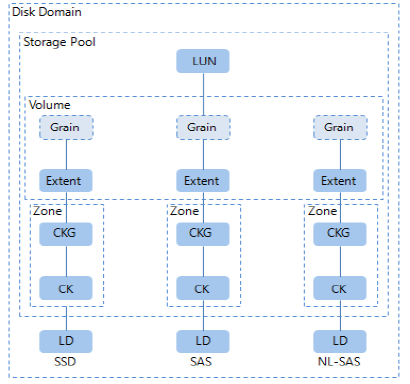 Disk Domain
Storage Pool
LUN
Volume
Grain Grain Grain
Extent Extent Extent
Zone Zone Zone
CKG CKG CKG
CK CK CK
LD LD LD
SSD SAS NL-SAS